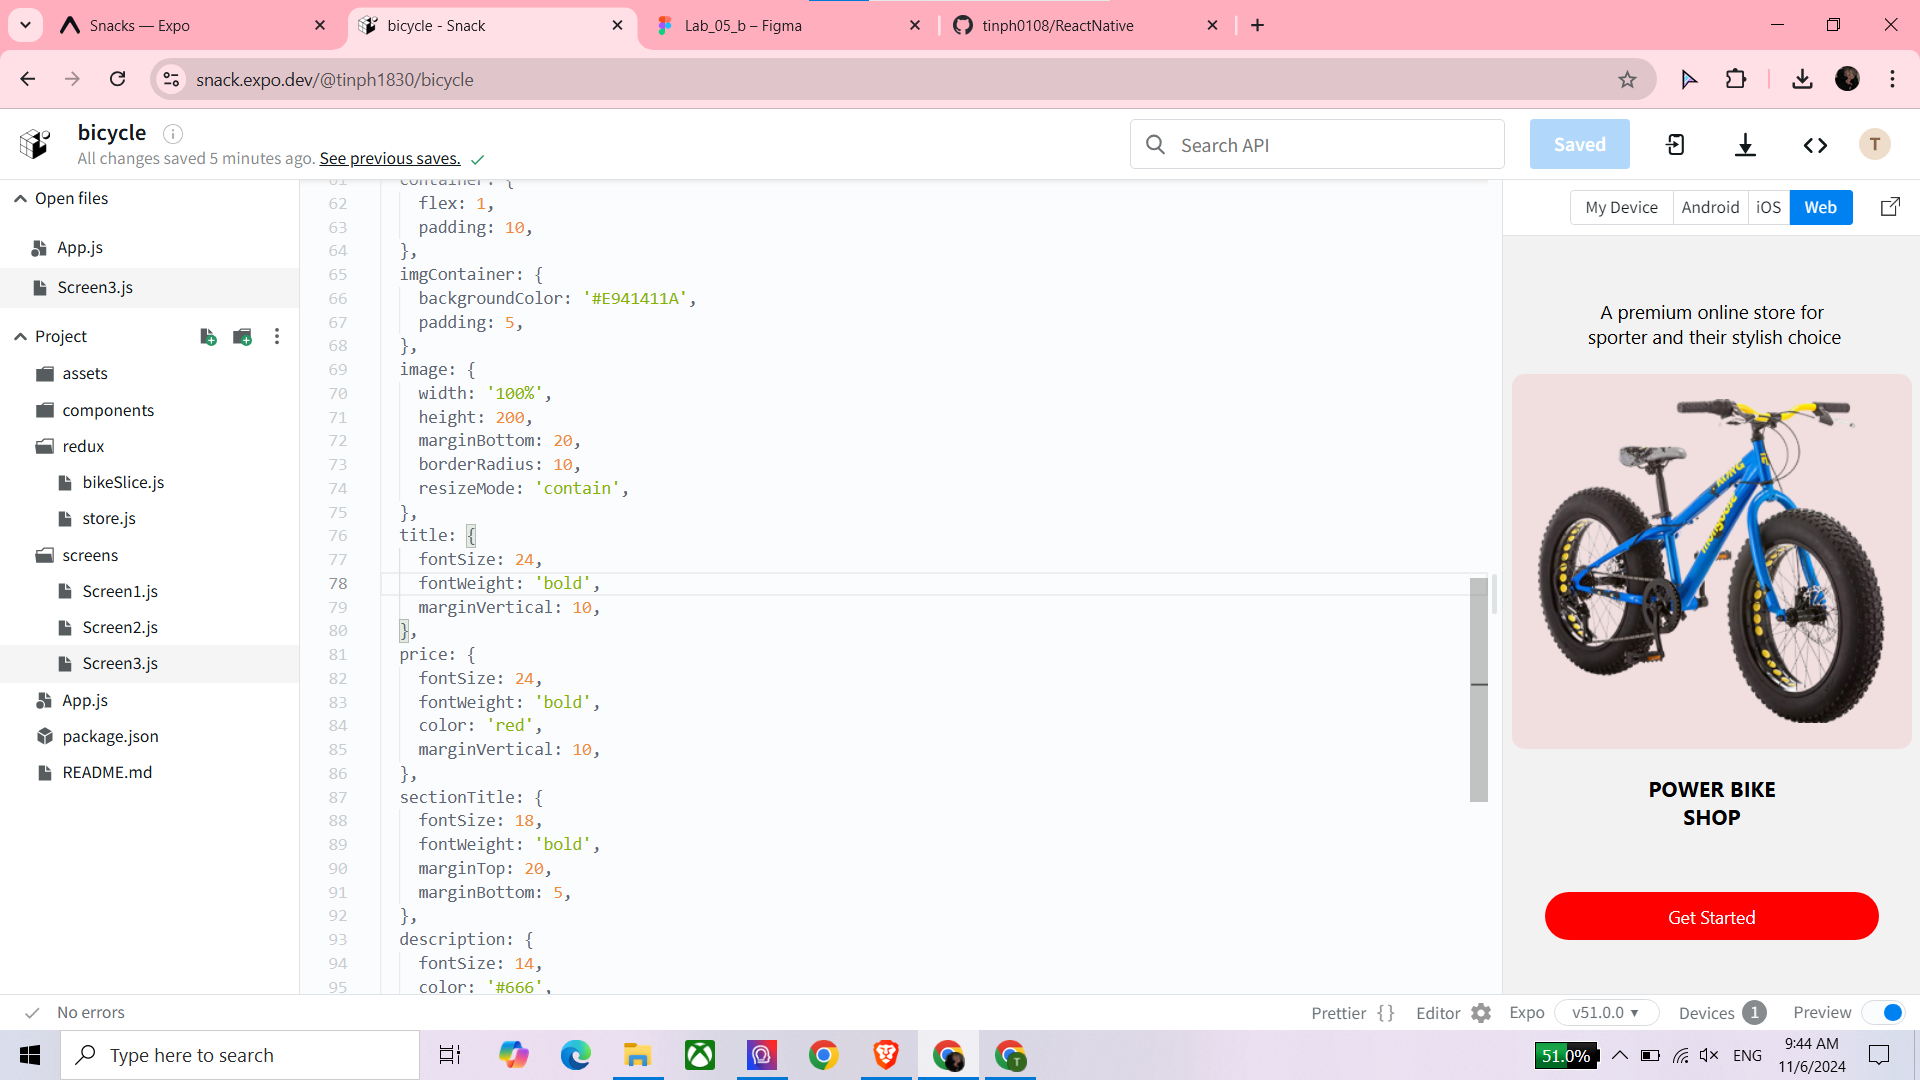 Snacks — Expo
bicycle - Snack
Lab_05_b – Figma
tinph0108/ReactNative
snack.expo.dev/@tinph1830/bicycle
bicycle
All changes saved 5 minutes ago. See previous saves.
Search API
Saved
T
Open files
App.js
Screen3.js
Project
assets
components
redux
bikeSlice.js
store.js
screens
Screen1.js
Screen2.js
Screen3.js
App.js
package.json
README.md
61 container: {
62 flex: 1,
63 padding: 10,
64 },
65 imgContainer: {
66 backgroundColor: '#E941411A',
67 padding: 5,
68 },
69 image: {
70 width: '100%',
71 height: 200,
72 marginBottom: 20,
73 borderRadius: 10,
74 resizeMode: 'contain',
75 },
76 title: {
77 fontSize: 24,
78 fontWeight: 'bold',
79 marginVertical: 10,
80 },
81 price: {
82 fontSize: 24,
83 fontWeight: 'bold',
84 color: 'red',
85 marginVertical: 10,
86 },
87 sectionTitle: {
88 fontSize: 18,
89 fontWeight: 'bold',
90 marginTop: 20,
91 marginBottom: 5,
92 },
93 description: {
94 fontSize: 14,
95 color: '#666',
My Device Android iOS Web
A premium online store for
sporter and their stylish choice
mongoose
POWER BIKE
SHOP
Get Started
No errors
Prettier {} Editor Expo v51.0.0 Devices 1 Preview
Type here to search
T
51.0%
ENG
9:44 AM
11/6/2024